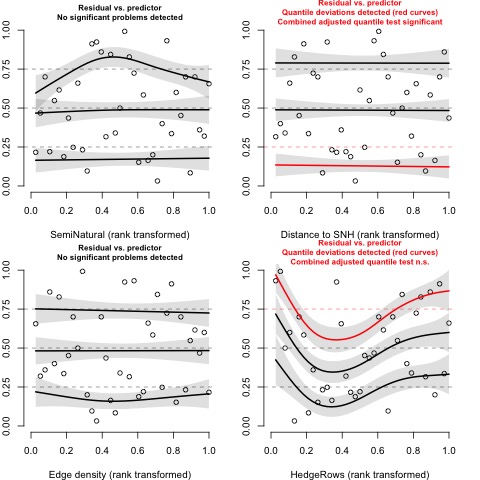 Residual vs. predictor
No significant problems detected
1.00
0.75
0.50
0.25
0.00
0.0 0.2 0.4 0.6 0.8 1.0
SemiNatural (rank transformed)
Residual vs. predictor
Quantile deviations detected (red curves)
Combined adjusted quantile test significant
1.00
0.75
0.50
0.25
0.00
0.0 0.2 0.4 0.6 0.8 1.0
Distance to SNH (rank transformed)
Residual vs. predictor
No significant problems detected
1.00
0.75
0.50
0.25
0.00
0.0 0.2 0.4 0.6 0.8 1.0
Edge density (rank transformed)
Residual vs. predictor
Quantile deviations detected (red curves)
Combined adjusted quantile test n.s.
1.00
0.75
0.50
0.25
0.00
0.0 0.2 0.4 0.6 0.8 1.0
HedgeRows (rank transformed)